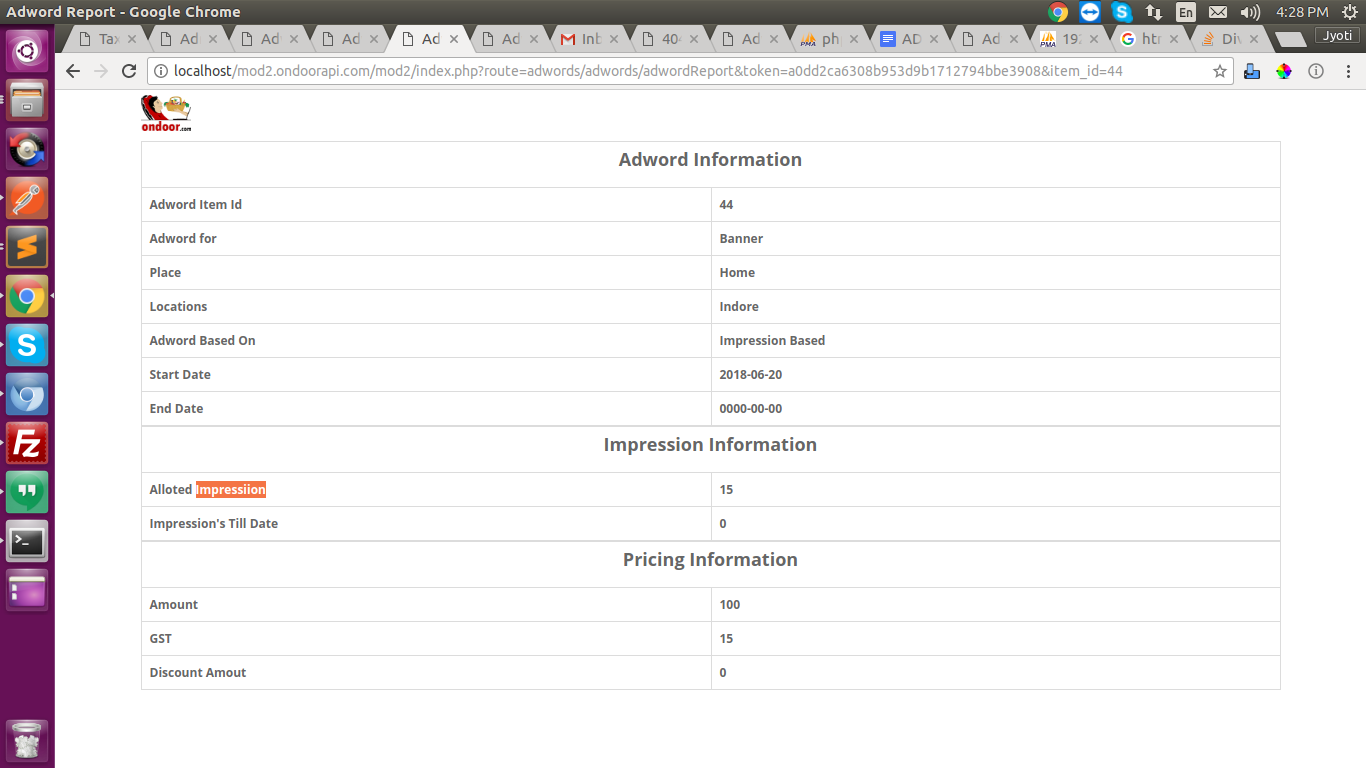 Adword Report - Google Chrome
En
4:28 PM
Tax
Ad
Ad
Ad
Ad
Ad
Inb
40
Ad
ph
AD
Ad
19
htr
Div
Jyoti
localhost/mod2.ondoorapi.com/mod2/index.php?route=adwords/adwords/adwordReport&token=a0dd2ca6308b953d9b1712794bbe3908&item_id=44
ondoor.com
Adword Information
Adword Item Id 44
Adword for Banner
Place Home
Locations Indore
Adword Based On Impression Based
Start Date 2018-06-20
End Date 0000-00-00
Impression Information
Alloted Impressiion 15
Impression's Till Date 0
Pricing Information
Amount 100
GST 15
Discount Amout 0